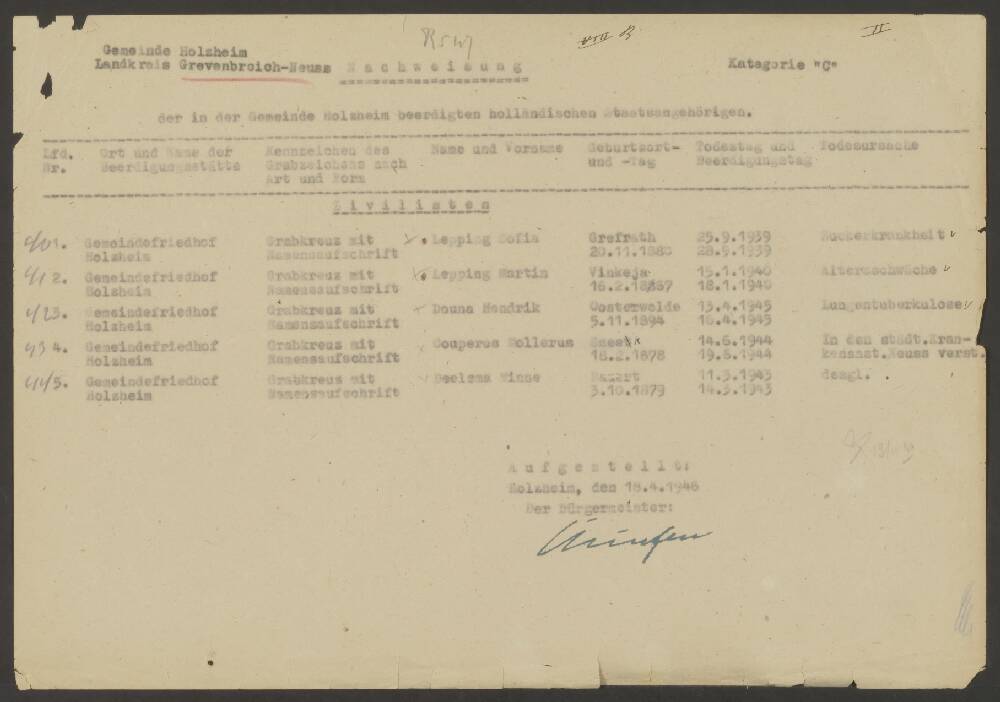 II
Gemeinde Holzheim
Landkreis Grevenbroich-Neuss Nachweisung Kategorie "C"
der in der Gemeinde Holzheim beerdigten holländischen Staatsangehörigen.
Lfd. Ort und Name der Kennzeichen des Name und Vorname Geburtsort- Todestag und Todesursache
Nr. Beerdigungsstätte Grabzeichens nach und -Tag Beerdigungstag
Art und Form
Zivilisten
1. Gemeindefriedhof Grabkreuz mit Lepping Sofia Grefrath 25.9.1939 Zuckerkrankheit
Holzheim Namensaufschrift 20.11.1880 28.9.1939
2. Gemeindefriedhof Grabkreuz mit Lepping Martin Vinkeja 15.1.1940 Altersschwäche
Holzheim Namensaufschrift 16.2. 18.1.1940
3. Gemeindefriedhof Grabkreuz mit Douna Hendrik Oosterwolde 13.4.1945 Lungentuberkulose
Holzheim Namensaufschrift 5.11.1894 16.4.1945
4. Gemeindefriedhof Grabkreuz mit Couperus Hollerus 14.6.1944 In den städt.Kran-
Holzheim Namensaufschrift 18.2.1878 19.6.1944 kenanst.Neuss verst.
5. Gemeindefriedhof Grabkreuz mit Deelsma Winse 11.3.1943 desgl.
Holzheim Namensaufschrift 3.10.1879 14.3.1943
Aufgestellt:
Holzheim, den 18.4.1946
Der Bürgermeister: